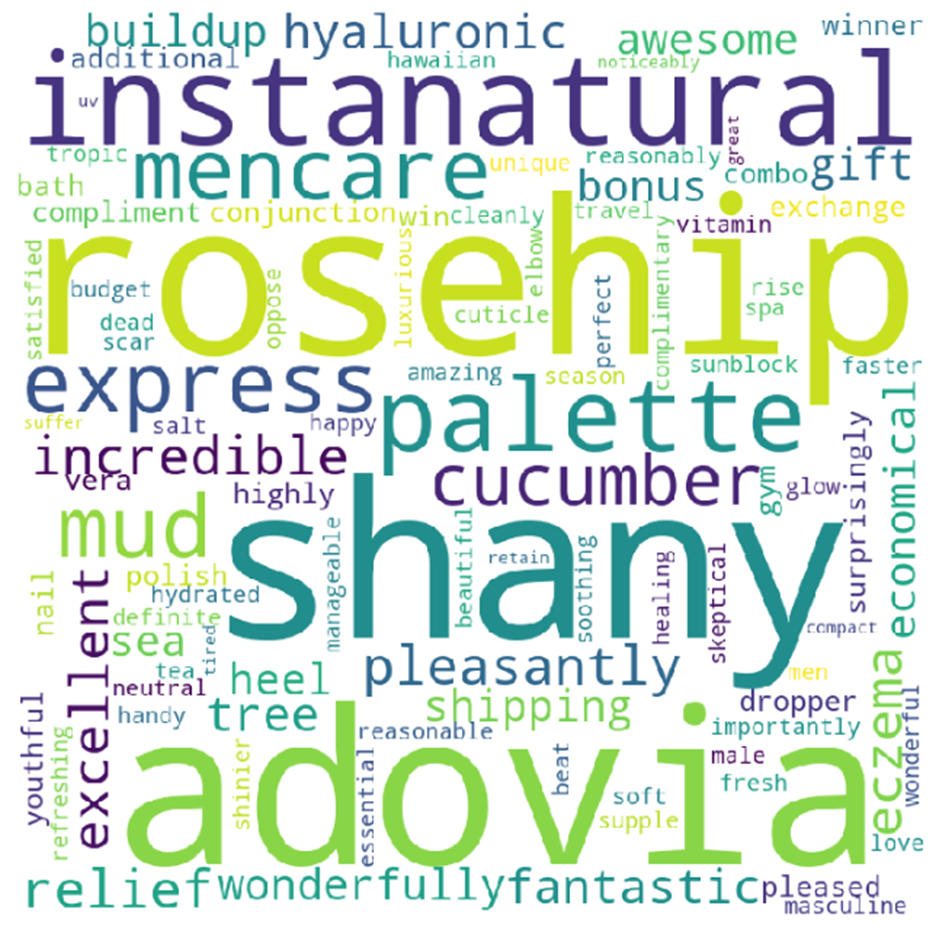 buildup
hyaluronic
awesome
winner
additional
hawaiian
noticeably
instanatural
uv
great
tropic
mencare
unique
reasonably
combo
gift
bath
bonus
compliment
conjunction
win
cleanly
travel
vitamin
exchange
rosehip
satisfied
budget
oppose
luxurious
elbow
perfect
complimentary
rise
spa
dead
scar
cuticle
sunblock
faster
express
amazing
season
palette
suffer
salt
happy
incredible
vera
highly
cucumber
gym
glow
surprisingly
economical
mud
shany
manageable
beautiful
retain
soothing
healing
skeptical
nail
polish
hydrated
definite
sea
tired
compact
excellent
tea
neutral
heel
pleasantly
men
eczema
handy
tree
shipping
dropper
wonderful
youthful
refreshing
reasonable
importantly
adovia
shinier
essential
beat
male
fresh
soft
supple
love
relief
wonderfully
fantastic
pleased
masculine